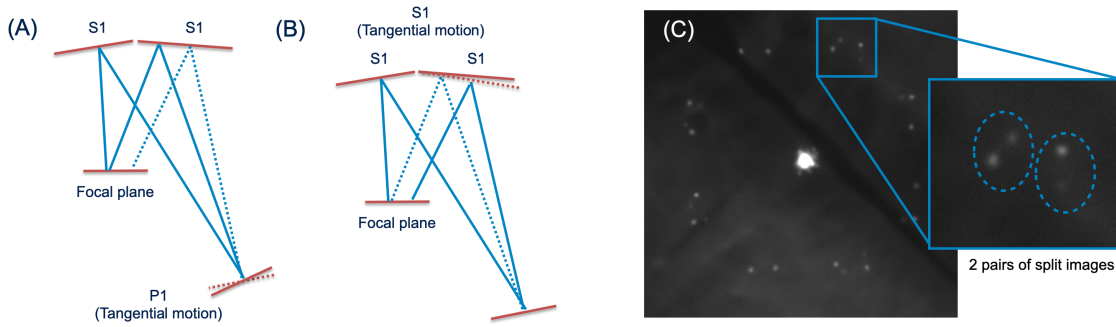 (A)
S1
S1
Focal plane
P1
(Tangential motion)
(B)
S1
(Tangential motion)
S1
S1
Focal plane
(C)
2 pairs of split images